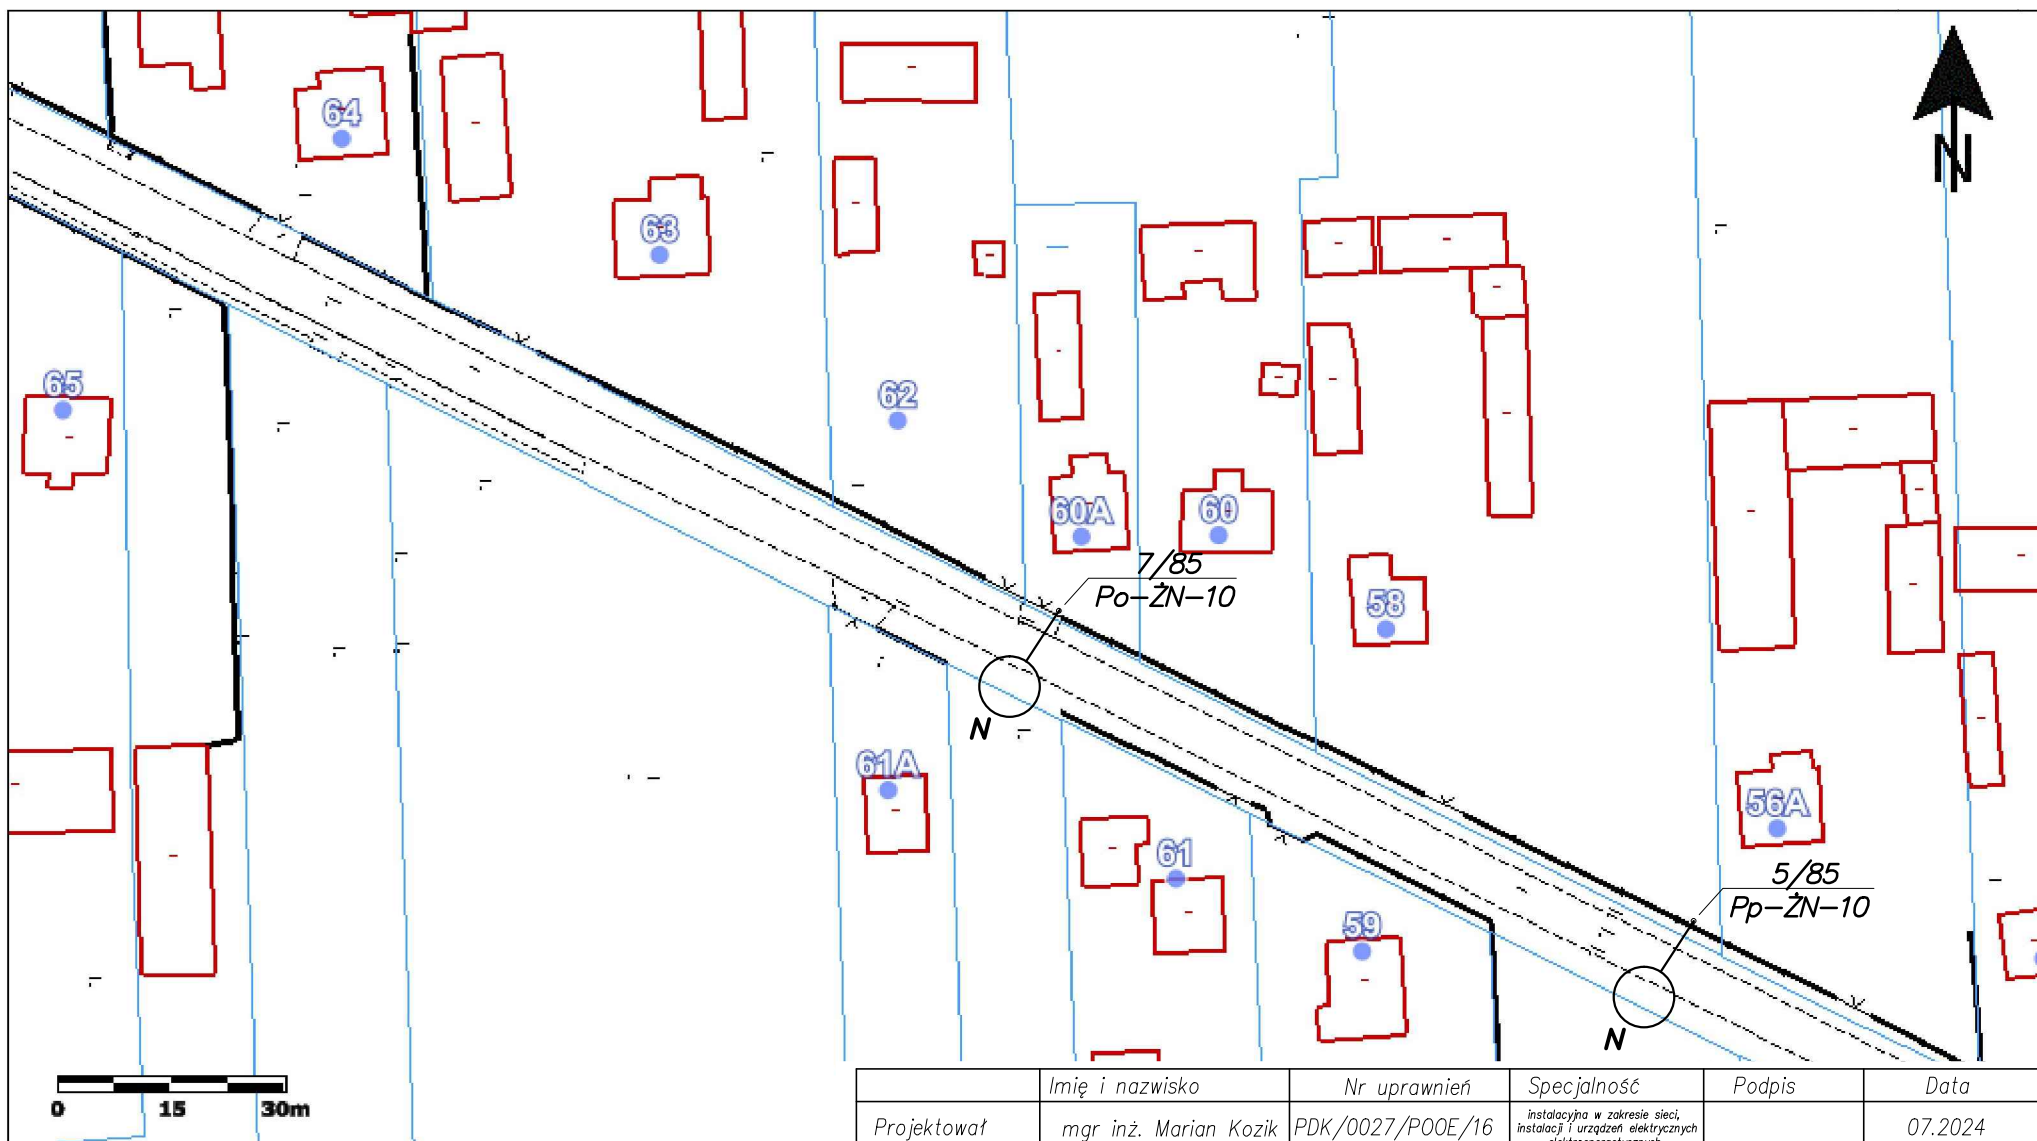 64
N
63
65
62
60A
60
7/85
Po-ŻN-10
58
N
61A
56A
61
5/85
Pp-ŻN-10
59
N
0 15 30m
Imię i nazwisko Nr uprawnień Specjalność Podpis Data
Projektował mgr inż. Marian Kozik PDK/0027/POOE/16 instalacyjna w zakresie sieci, 07.2024
instalacji i urządzeń elektrycznych